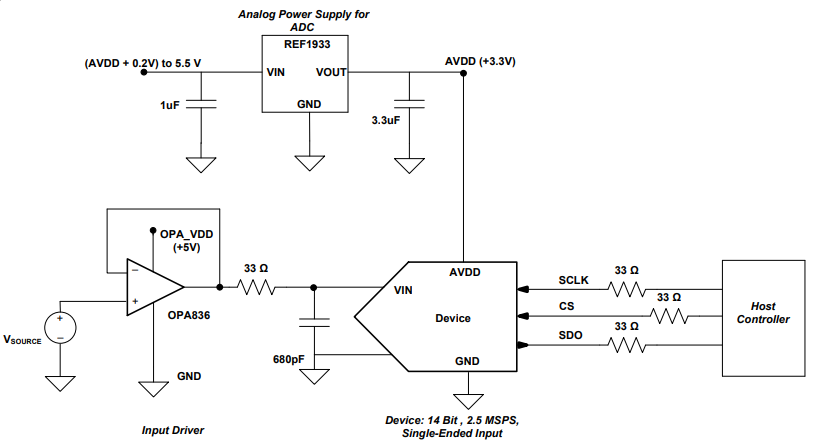 Analog Power Supply for
ADC
REF1933
(AVDD + 0.2V) to 5.5 V
VIN
VOUT
AVDD (+3.3V)
1uF
GND
3.3uF
OPA_VDD
(+5V)
33 Ω
AVDD
SCLK
33 Ω
−
VIN
33 Ω
+
OPA836
CS
Host
Controller
Device
+
−
VSOURCE
SDO
33 Ω
680pF
GND
GND
Input Driver
Device: 14 Bit , 2.5 MSPS,
Single-Ended Input